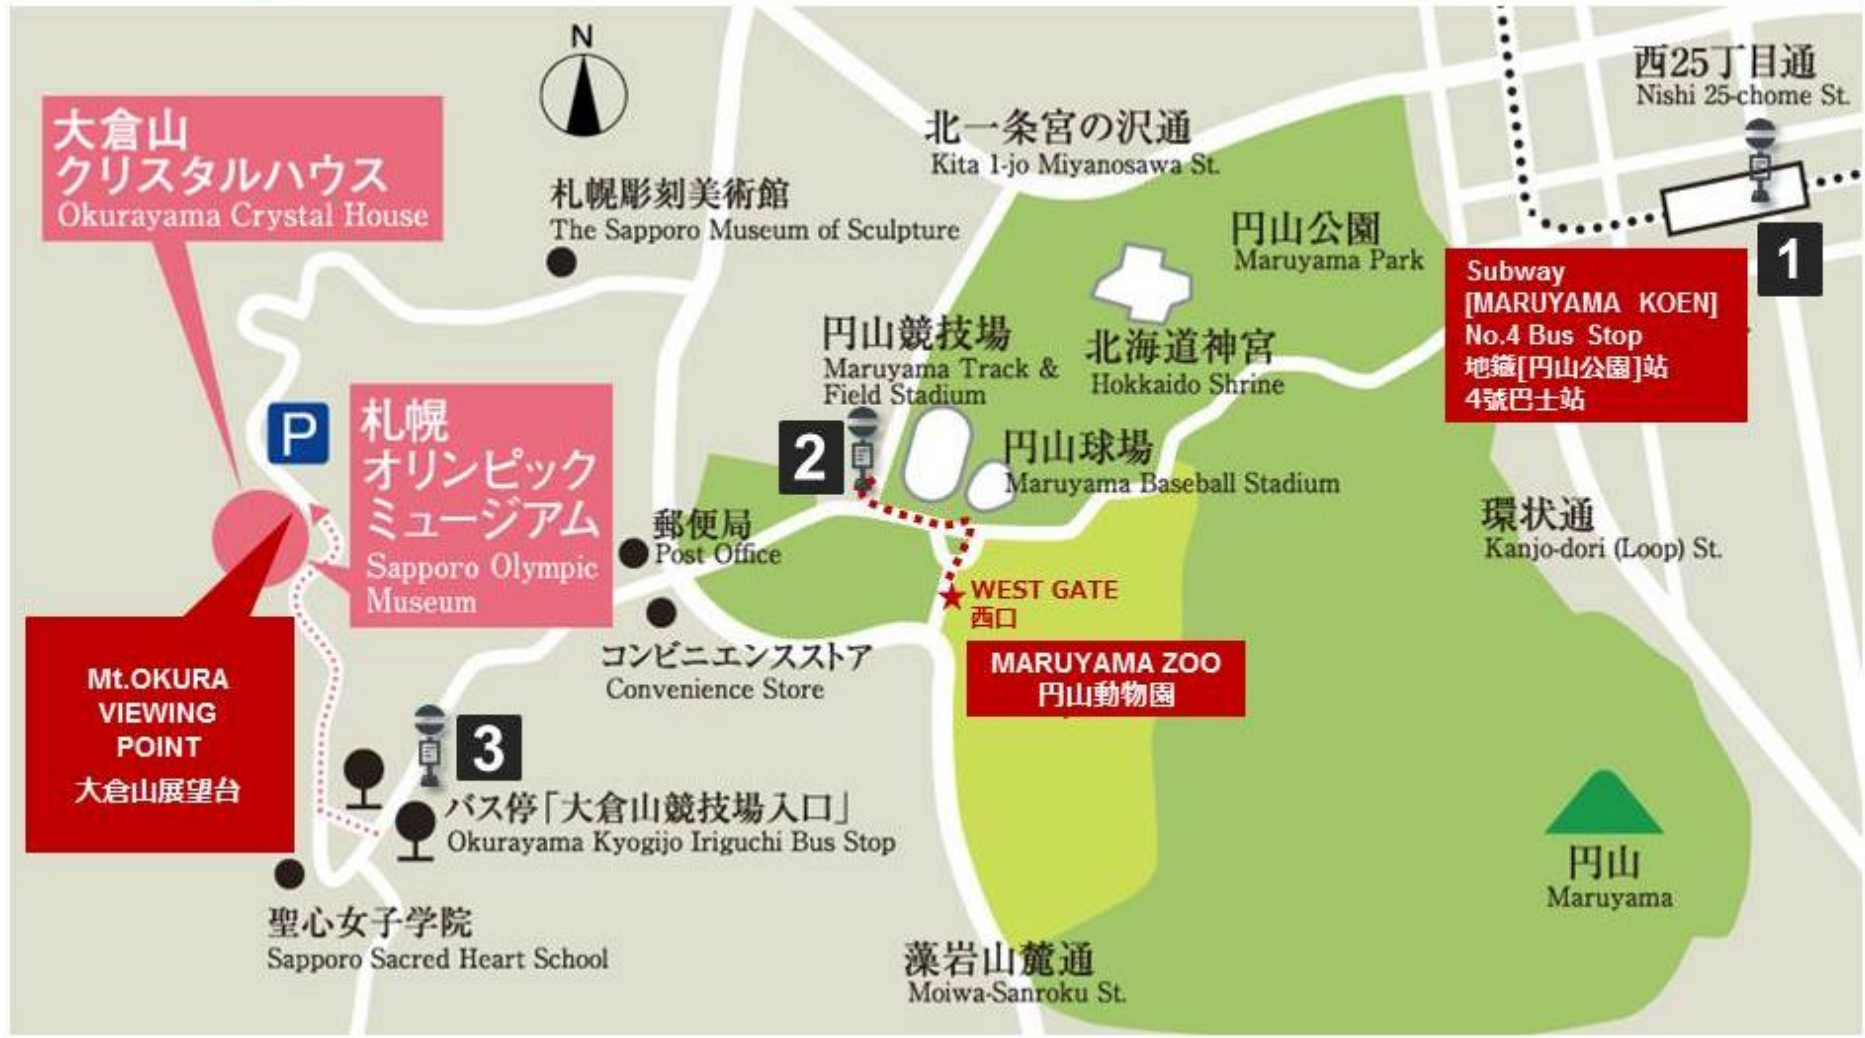 N
西25丁目通
Nishi 25-chome St.
大倉山
クリスタルハウス
Okurayama Crystal House
北一条宮の沢通
Kita 1-jo Miyanosawa St.
札幌彫刻美術館
The Sapporo Museum of Sculpture
円山公園
Maruyama Park
1
Subway
[MARUYAMA KOEN]
No.4 Bus Stop
地鐵[円山公園]站
4號巴士站
円山競技場
Maruyama Track &
Field Stadium
北海道神宮
Hokkaido Shrine
P
札幌
オリンピック
ミュージアム
Sapporo Olympic
Museum
2
円山球場
Maruyama Baseball Stadium
環状通
Kanjo-dori (Loop) St.
郵便局
Post Office
WEST GATE
西口
MARUYAMA ZOO
円山動物園
コンビニエンスストア
Convenience Store
Mt.OKURA
VIEWING
POINT
大倉山展望台
3
バス停「大倉山競技場入口」
Okurayama Kyogijo Iriguchi Bus Stop
円山
Maruyama
聖心女子学院
Sapporo Sacred Heart School
藻岩山麓通
Moiwa-Sanroku St.